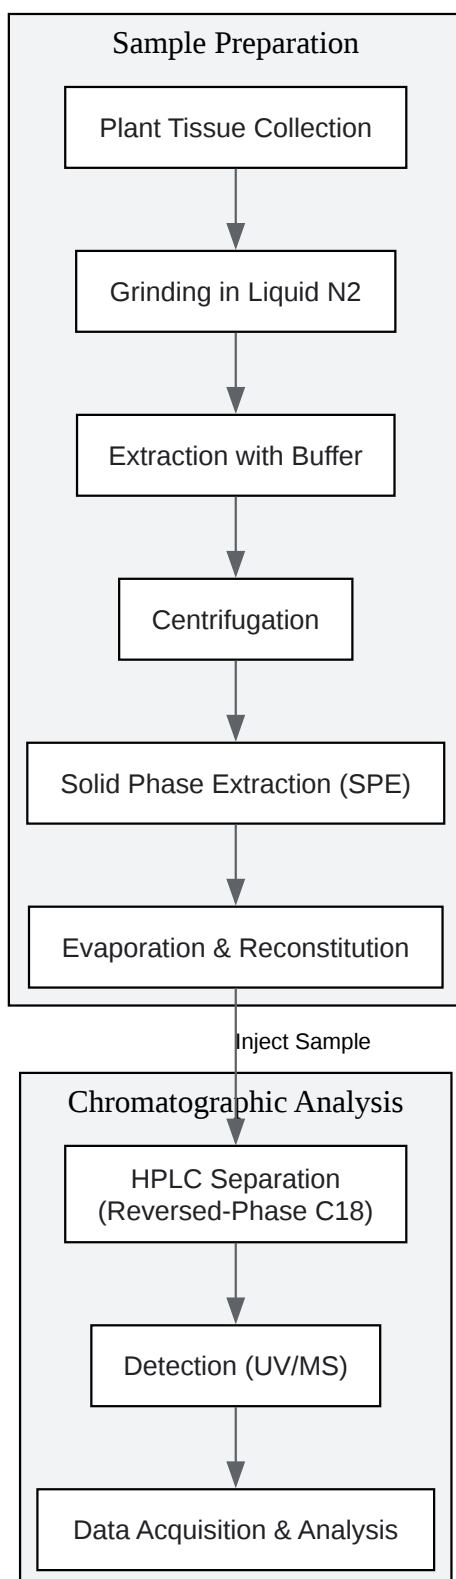 Sample Preparation
Plant Tissue Collection
Grinding in Liquid N2
Extraction with Buffer
Centrifugation
Solid Phase Extraction (SPE)
Evaporation & Reconstitution
Inject Sample
Chromatographic Analysis
HPLC Separation
(Reversed-Phase C18)
Detection (UV/MS)
Data Acquisition & Analysis